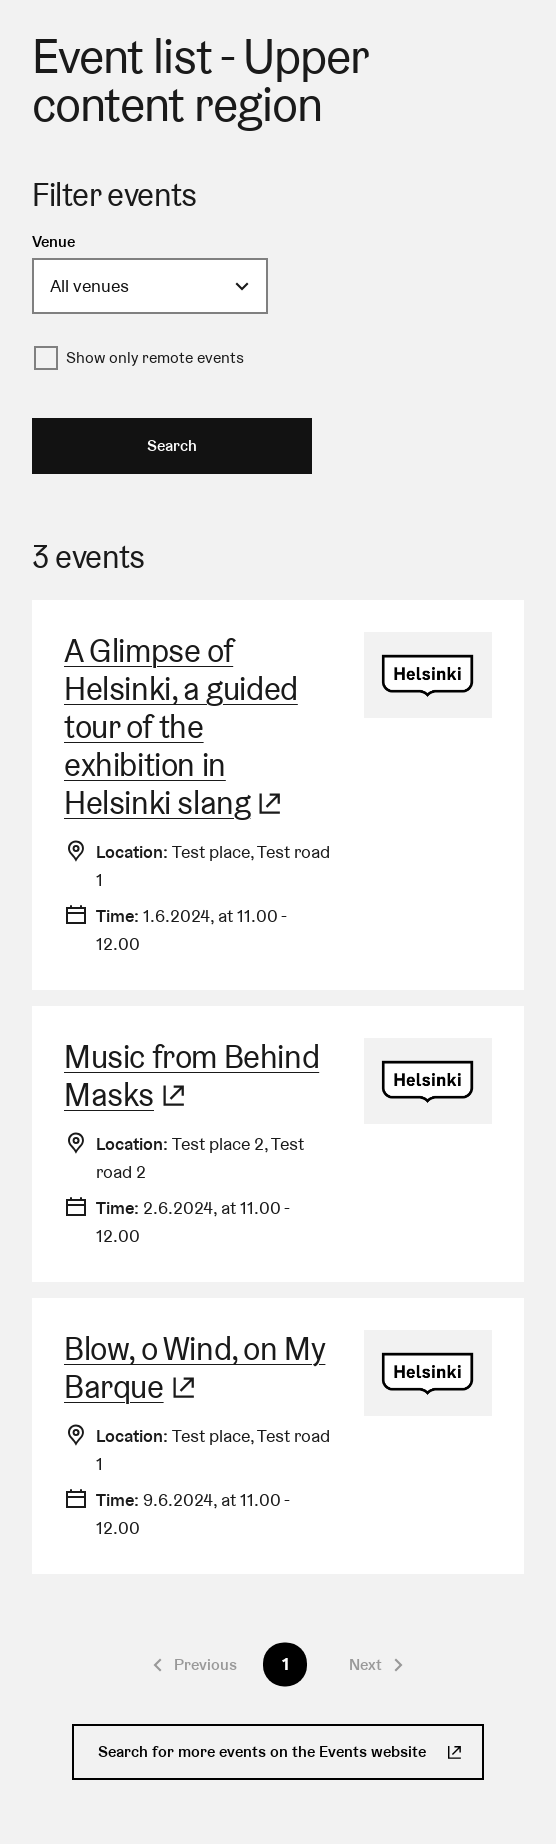 Event list - Upper
content region
Filter events
Venue
All venues
Show only remote events
Search
3 events
A Glimpse of
Helsinki, a guided
tour of the
exhibition in
Helsinki slang
Helsinki
Location: Test place, Test road
1
Time: 1.6.2024, at 11.00 -
12.00
Music from Behind
Masks
Helsinki
Location: Test place 2, Test
road 2
Time: 2.6.2024, at 11.00 -
12.00
Blow, o Wind, on My
Barque
Helsinki
Location: Test place, Test road
1
Time: 9.6.2024, at 11.00 -
12.00
Previous 1 Next
Search for more events on the Events website